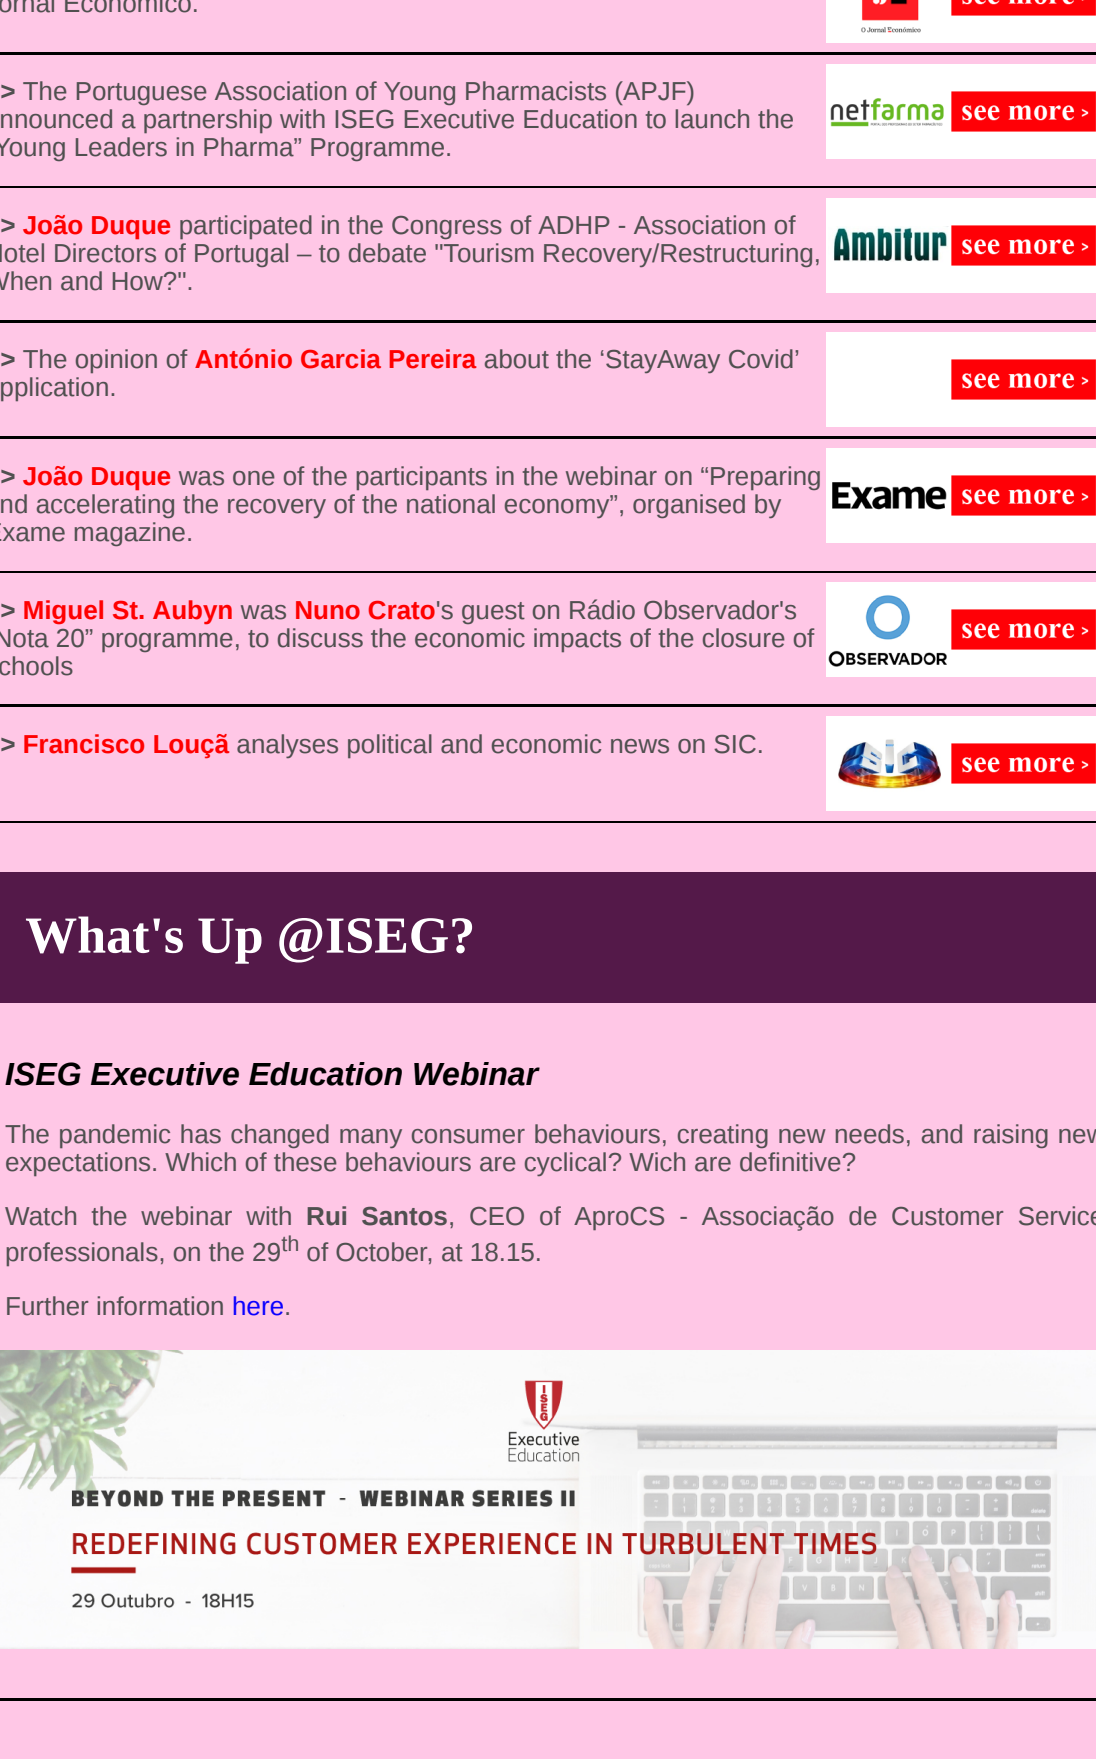 ornal Económico.
O Jornal Económico
see more >
> The Portuguese Association of Young Pharmacists (APJF)
nnounced a partnership with ISEG Executive Education to launch the
Young Leaders in Pharma” Programme.
netfarma
see more >
> João Duque participated in the Congress of ADHP - Association of
Hotel Directors of Portugal – to debate "Tourism Recovery/Restructuring,
When and How?".
Ambitur
see more >
> The opinion of António Garcia Pereira about the ‘StayAway Covid’
pplication.
see more >
> João Duque was one of the participants in the webinar on “Preparing
nd accelerating the recovery of the national economy”, organised by
Exame magazine.
Exame
see more >
> Miguel St. Aubyn was Nuno Crato's guest on Rádio Observador's
Nota 20” programme, to discuss the economic impacts of the closure of
chools
OBSERVADOR
see more >
> Francisco Louçã analyses political and economic news on SIC.
SIC
see more >
What's Up @ISEG?
ISEG Executive Education Webinar
The pandemic has changed many consumer behaviours, creating new needs, and raising new
expectations. Which of these behaviours are cyclical? Wich are definitive?
Watch the webinar with Rui Santos, CEO of AproCS - Associação de Customer Service
professionals, on the 29th of October, at 18.15.
Further information here.
ISEG
Executive
Education
BEYOND THE PRESENT - WEBINAR SERIES II
REDEFINING CUSTOMER EXPERIENCE IN TURBULENT TIMES
29 Outubro - 18H15